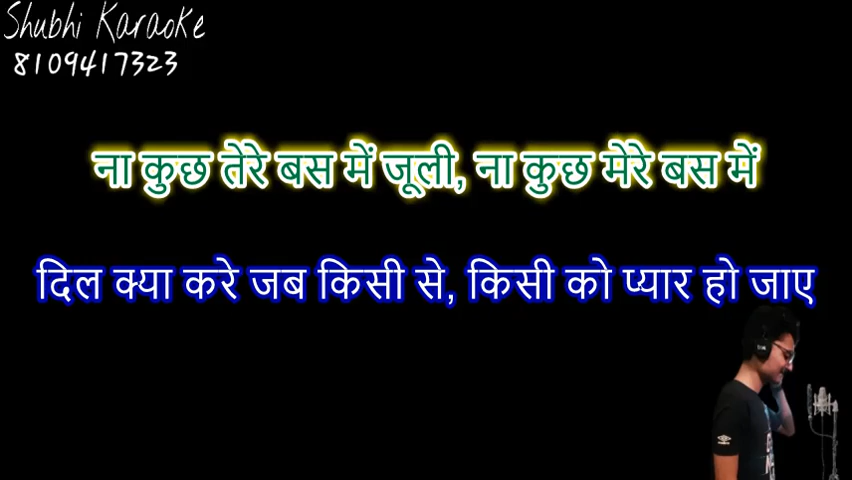 Shubhi Karaoke
8109417323
ना कुछ तेरे बस में जूली, ना कुछ मेरे बस में
दिल क्या करे जब किसी से, किसी को प्यार हो जाए